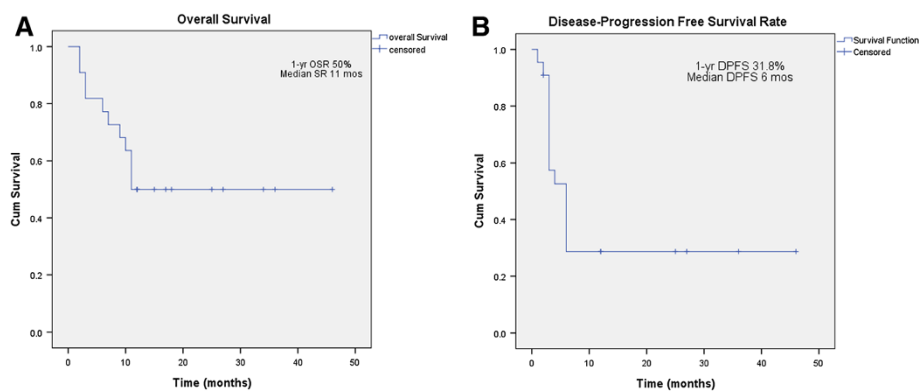 A
Overall Survival
overall Survival
censored
1-yr OSR 50%
Median SR 11 mos
1.0
0.8
0.6
0.4
0.2
0.0
Cum Survival
0 10 20 30 40 50
Time (months)
B
Disease-Progression Free Survival Rate
Survival Function
Censored
1-yr DPFS 31.8%
Median DPFS 6 mos
1.0
0.8
0.6
0.4
0.2
0.0
Cum Survival
0 10 20 30 40 50
Time (months)